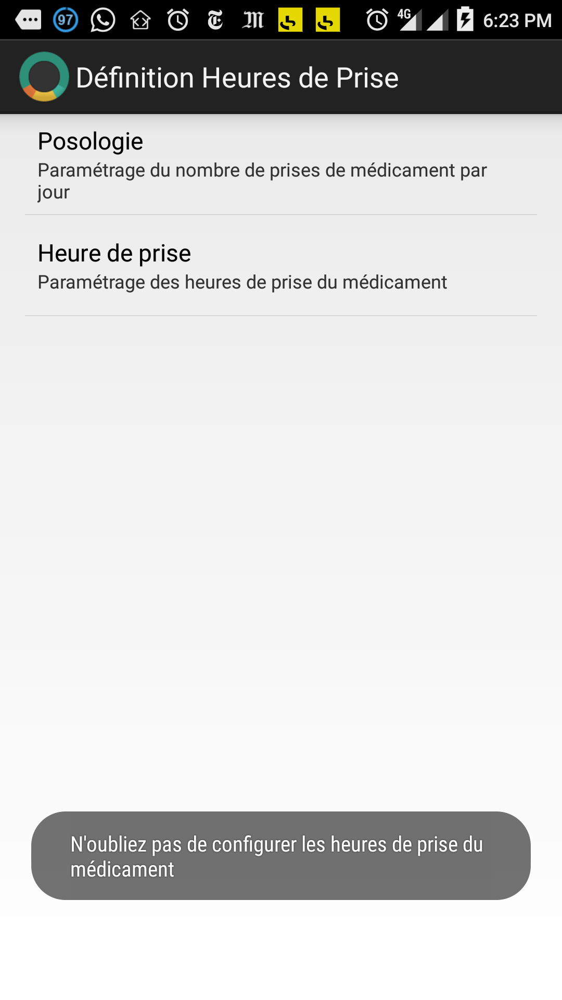 97 4G 6:23 PM
Définition Heures de Prise
Posologie
Paramétrage du nombre de prises de médicament par
jour
Heure de prise
Paramétrage des heures de prise du médicament
N'oubliez pas de configurer les heures de prise du
médicament